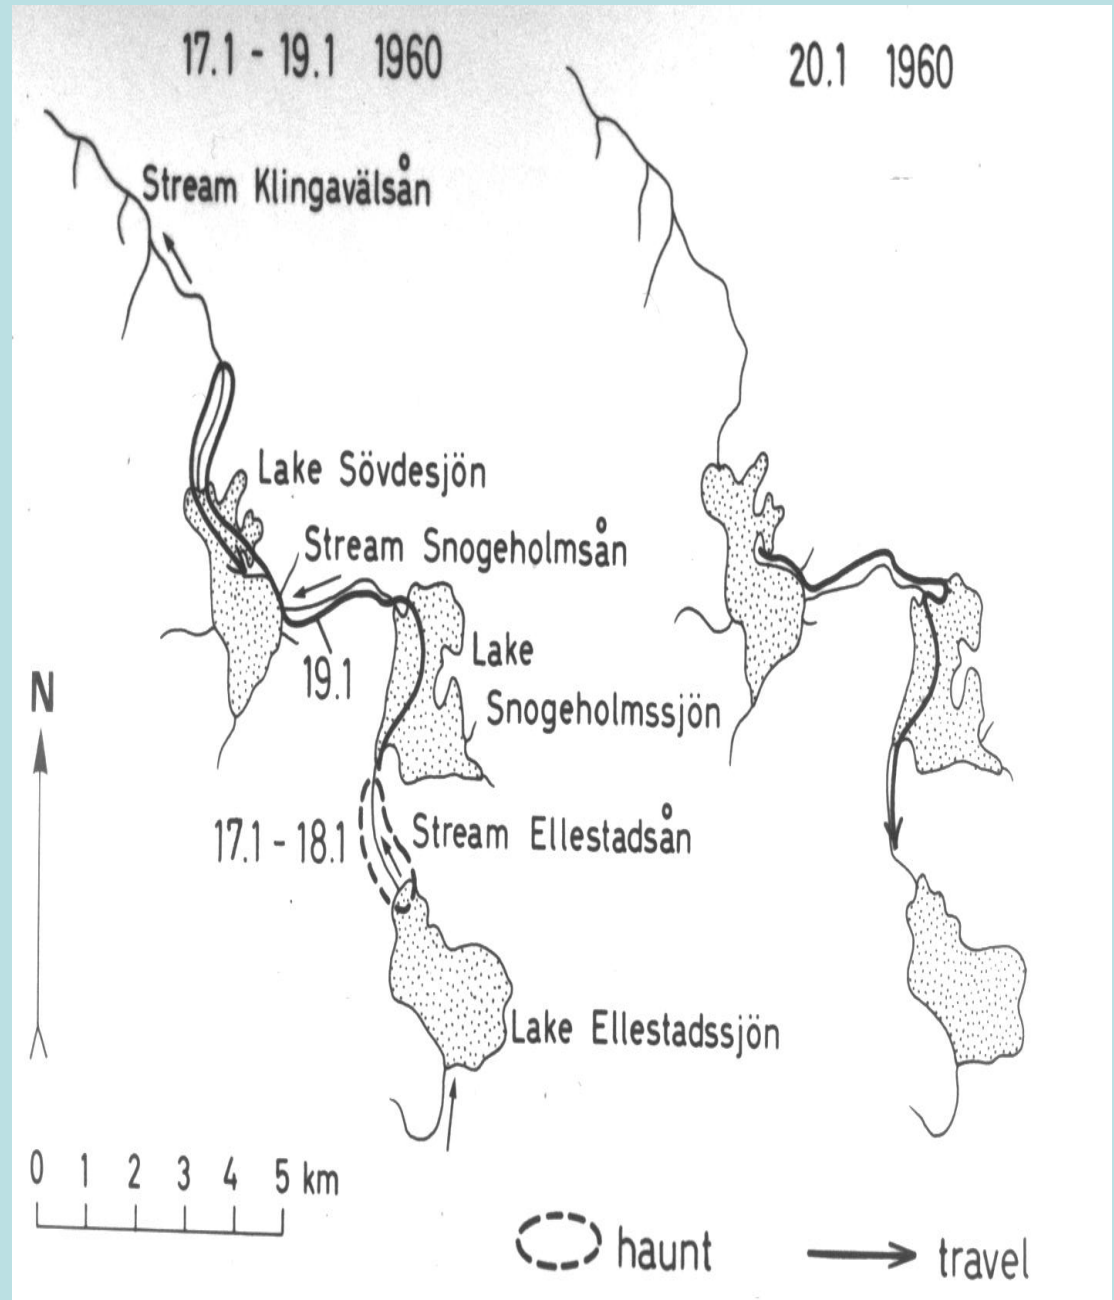 17.1 - 19.1 1960
20.1 1960
Stream Klingavälsån
Lake Sövdesjön
Stream Snogeholmsån
19.1
Lake
Snogeholmssjön
N
17.1 - 18.1
Stream Ellestadsån
Lake Ellestadssjön
0 1 2 3 4 5 km
haunt
travel